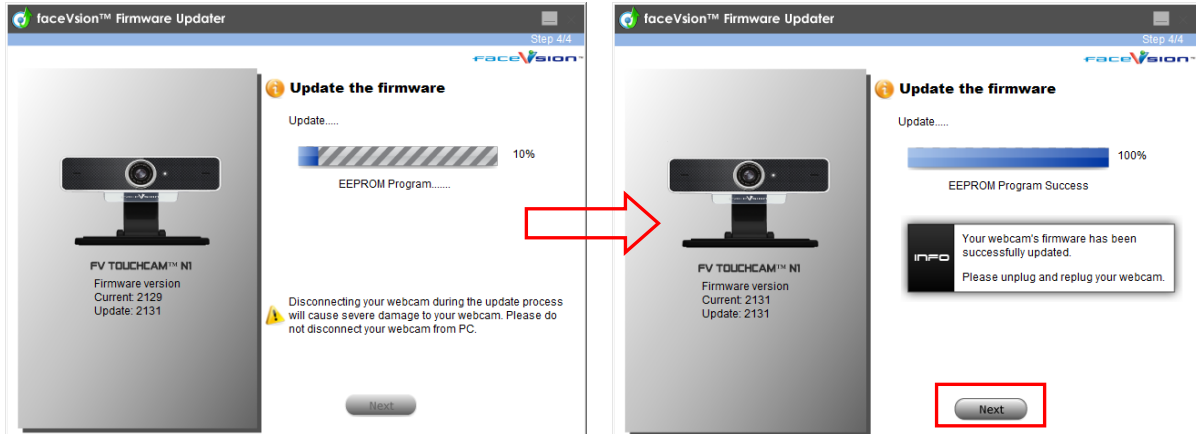 faceVsion™ Firmware Updater
Step 4/4
FaceVsion™
Update the firmware
Update.....
10%
EEPROM Program.......
FV TOUCHCAM™ N1
Firmware version
Current: 2129
Update: 2131
Disconnecting your webcam during the update process
will cause severe damage to your webcam. Please do
not disconnect your webcam from PC.
Next
faceVsion™ Firmware Updater
Step 4/4
FaceVsion™
Update the firmware
Update.....
100%
EEPROM Program Success
INFO
Your webcam's firmware has been
successfully updated.
Please unplug and replug your webcam.
FV TOUCHCAM™ N1
Firmware version
Current: 2131
Update: 2131
Next